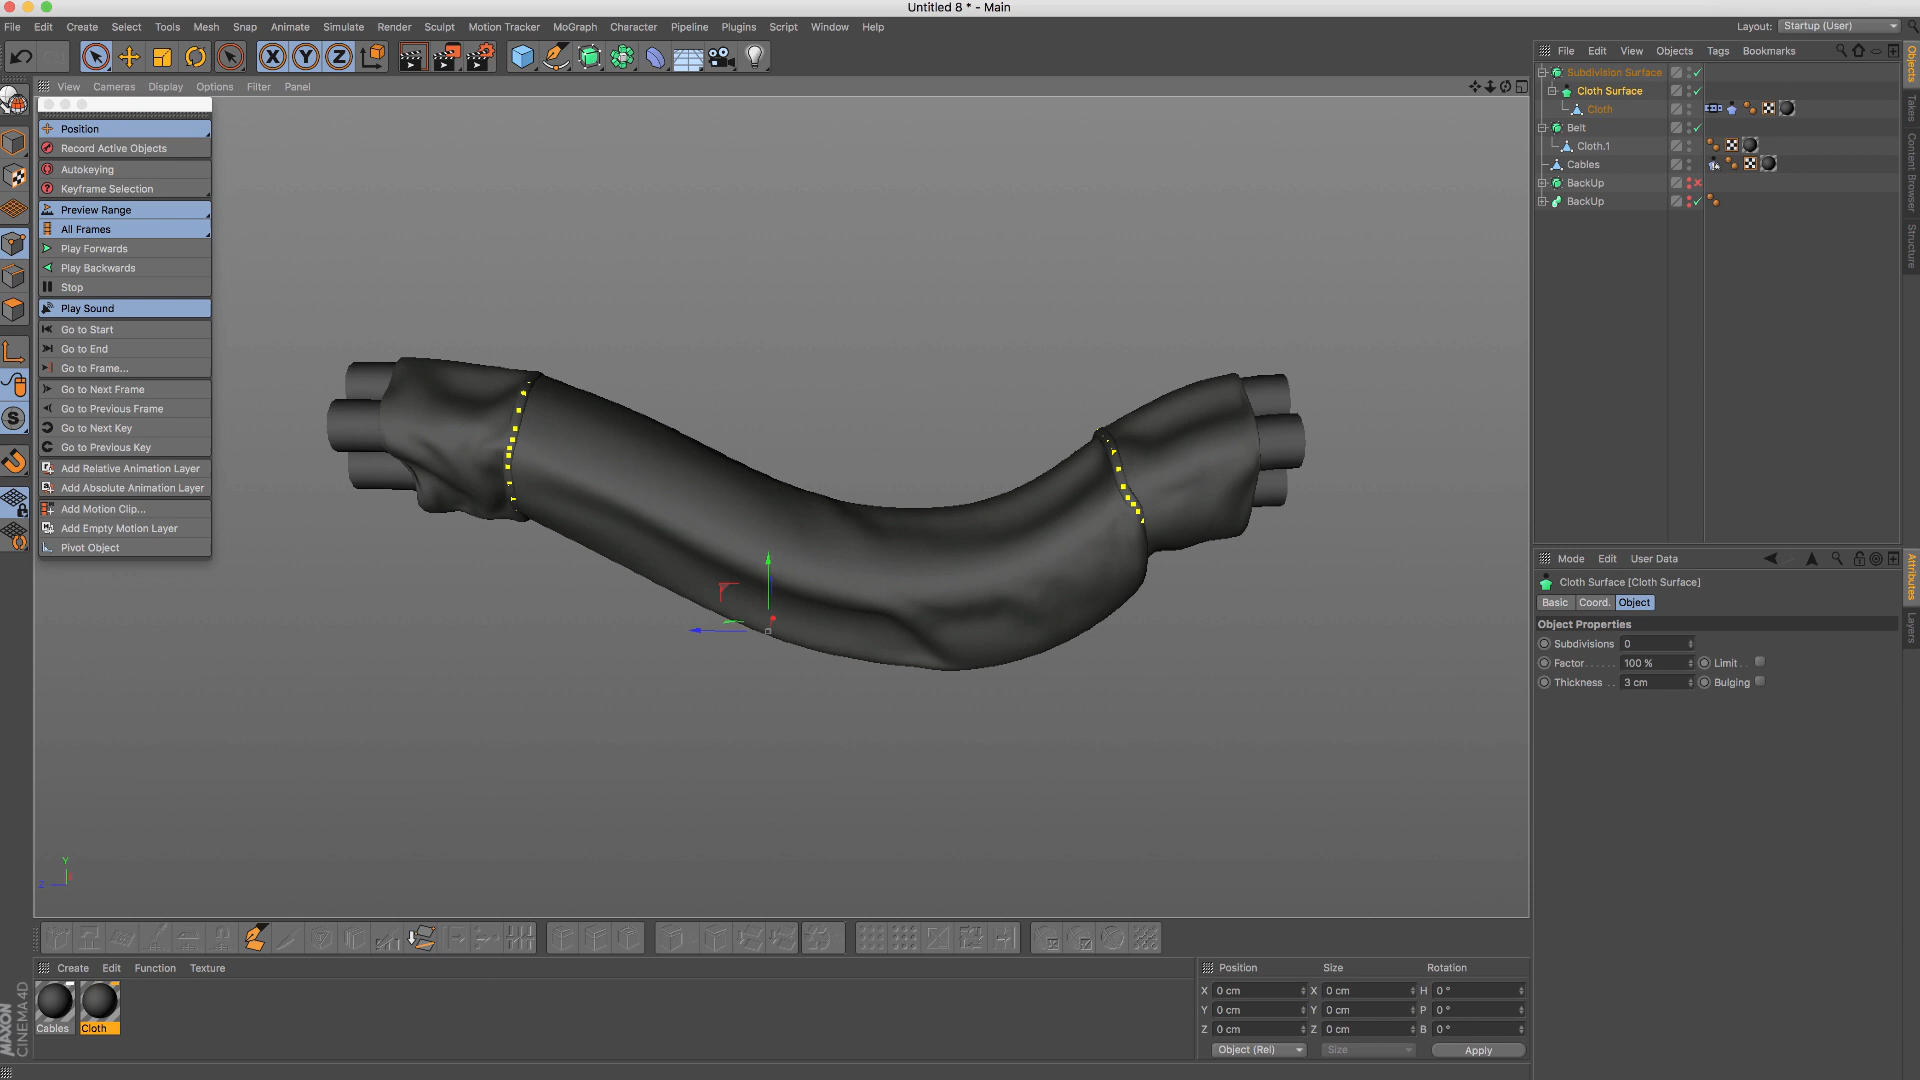 Untitled 8 * - Main
File Edit Create Select Tools Mesh Snap Animate Simulate Render Sculpt Motion Tracker MoGraph Character Pipeline Plugins Script Window Help
Layout: Startup (User)
View Cameras Display Options Filter Panel
Position
Record Active Objects
Autokeying
Keyframe Selection
Preview Range
All Frames
Play Forwards
Play Backwards
Stop
Play Sound
Go to Start
Go to End
Go to Frame...
Go to Next Frame
Go to Previous Frame
Go to Next Key
Go to Previous Key
Add Relative Animation Layer
Add Absolute Animation Layer
Add Motion Clip...
Add Empty Motion Layer
Pivot Object
X Y Z
Y
Z
File Edit View Objects Tags Bookmarks
Subdivision Surface
Cloth Surface
Cloth
Belt
Cloth.1
Cables
BackUp
BackUp
Objects
Takes
Content Browser
Structure
Mode Edit User Data
Cloth Surface [Cloth Surface]
Basic Coord. Object
Object Properties
Subdivisions 0
Factor...... 100 % Limit..
Thickness .. 3 cm Bulging
Attributes
Layers
Create Edit Function Texture
Cables Cloth
MAXON
CINEMA 4D
Position Size Rotation
X 0 cm X 0 cm H 0 °
Y 0 cm Y 0 cm P 0 °
Z 0 cm Z 0 cm B 0 °
Object (Rel) Size Apply